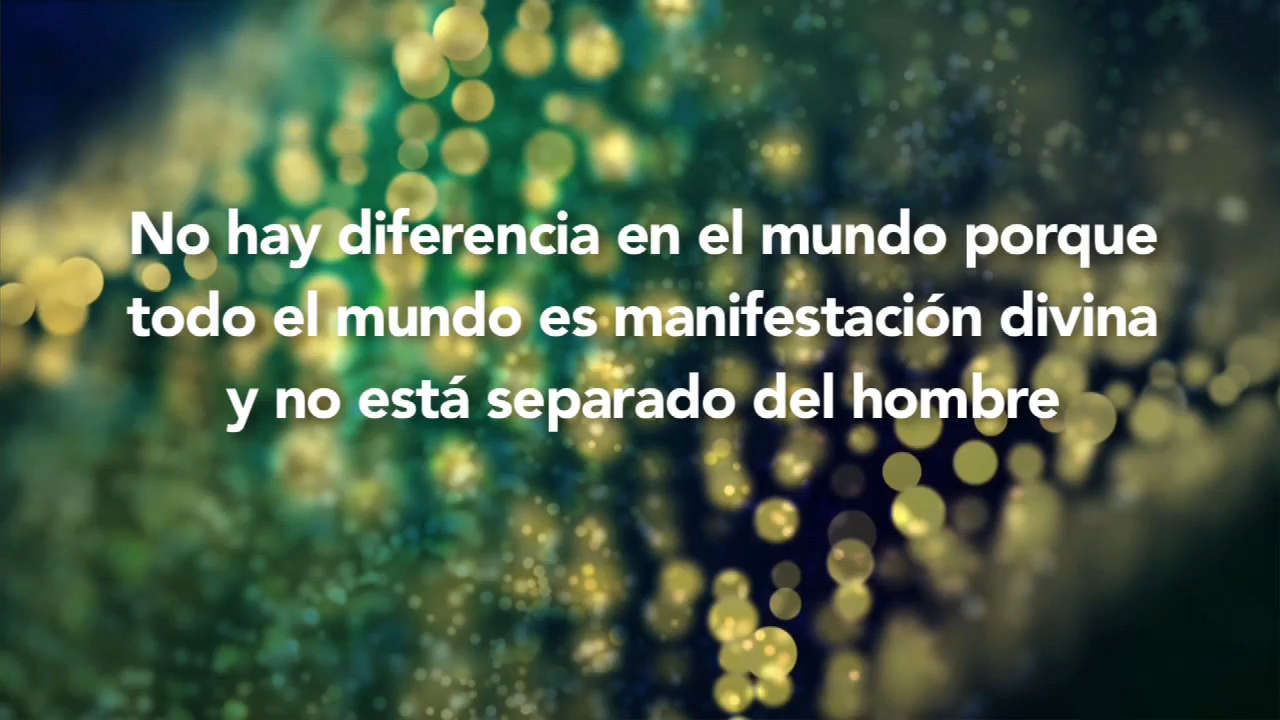 No hay diferencia en el mundo porque
todo el mundo es manifestación divina
y no está separado del hombre